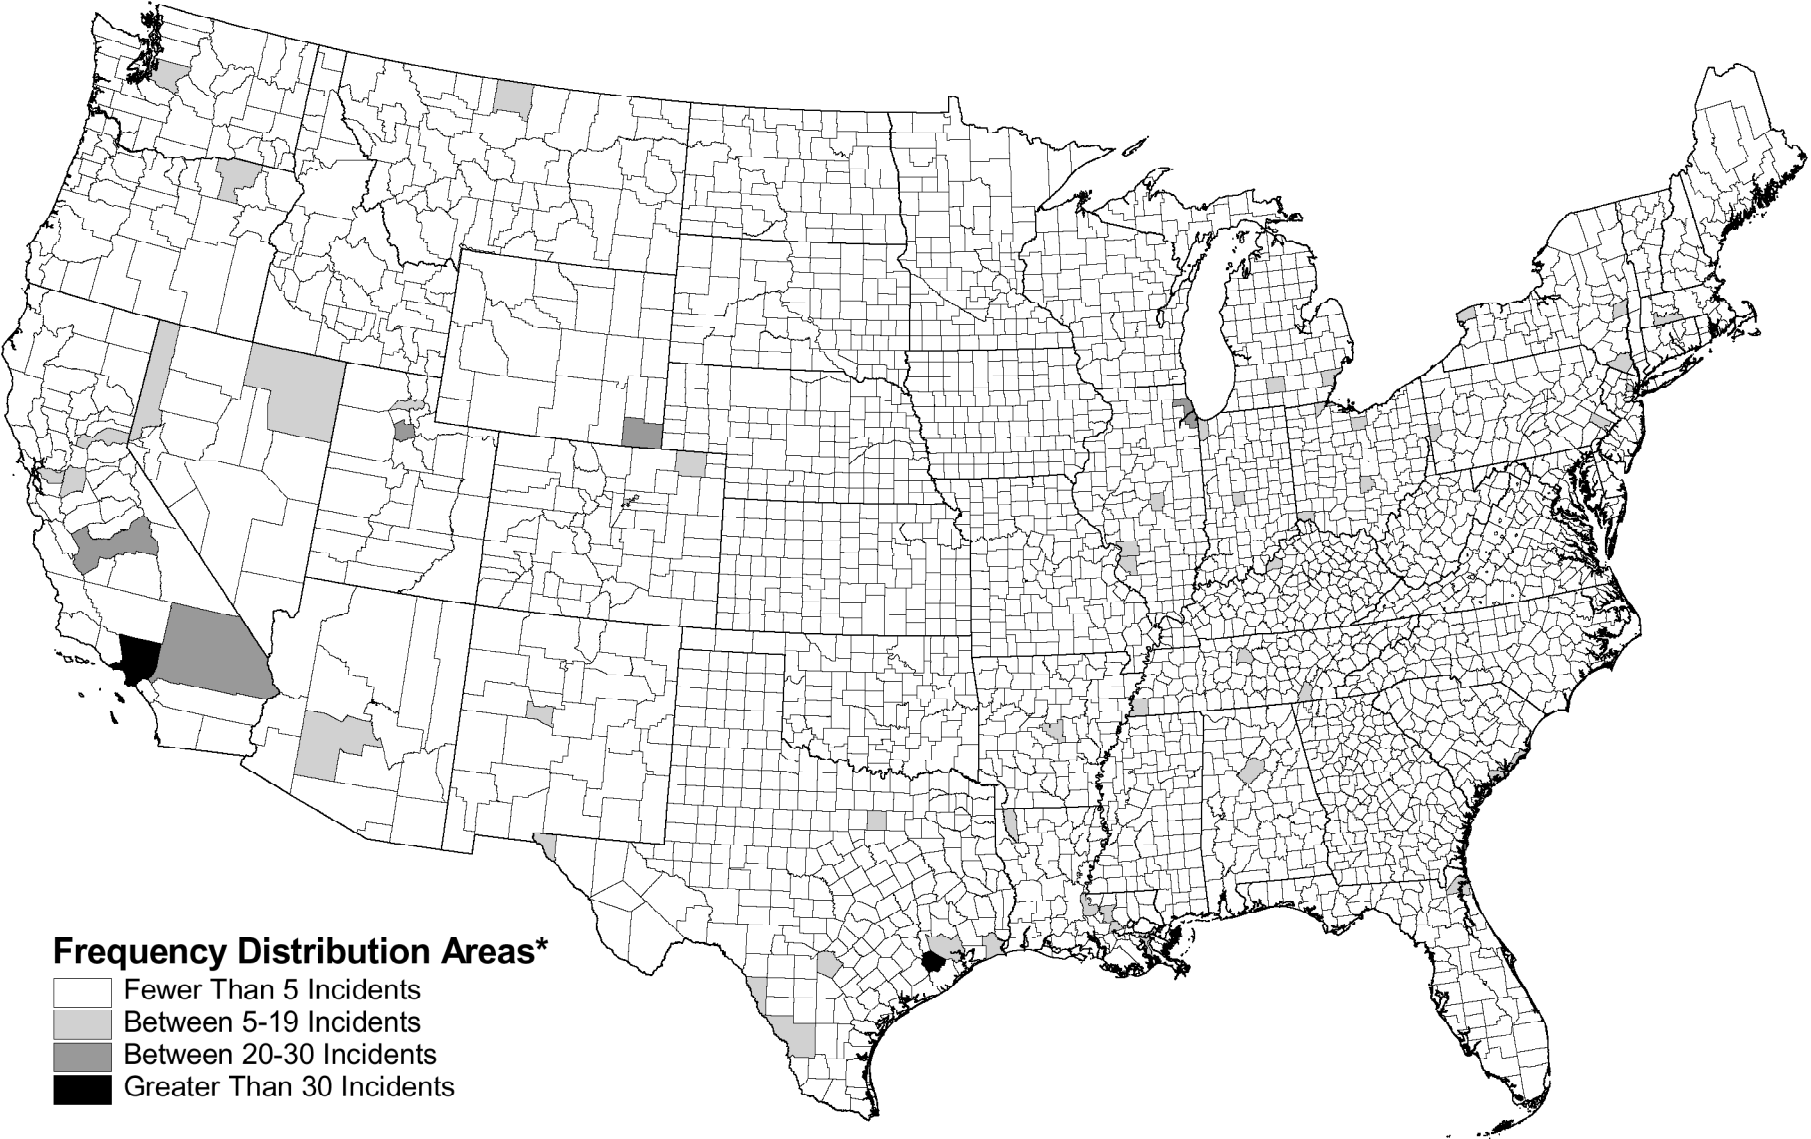 Frequency Distribution Areas*
Fewer Than 5 Incidents
Between 5-19 Incidents
Between 20-30 Incidents
Greater Than 30 Incidents